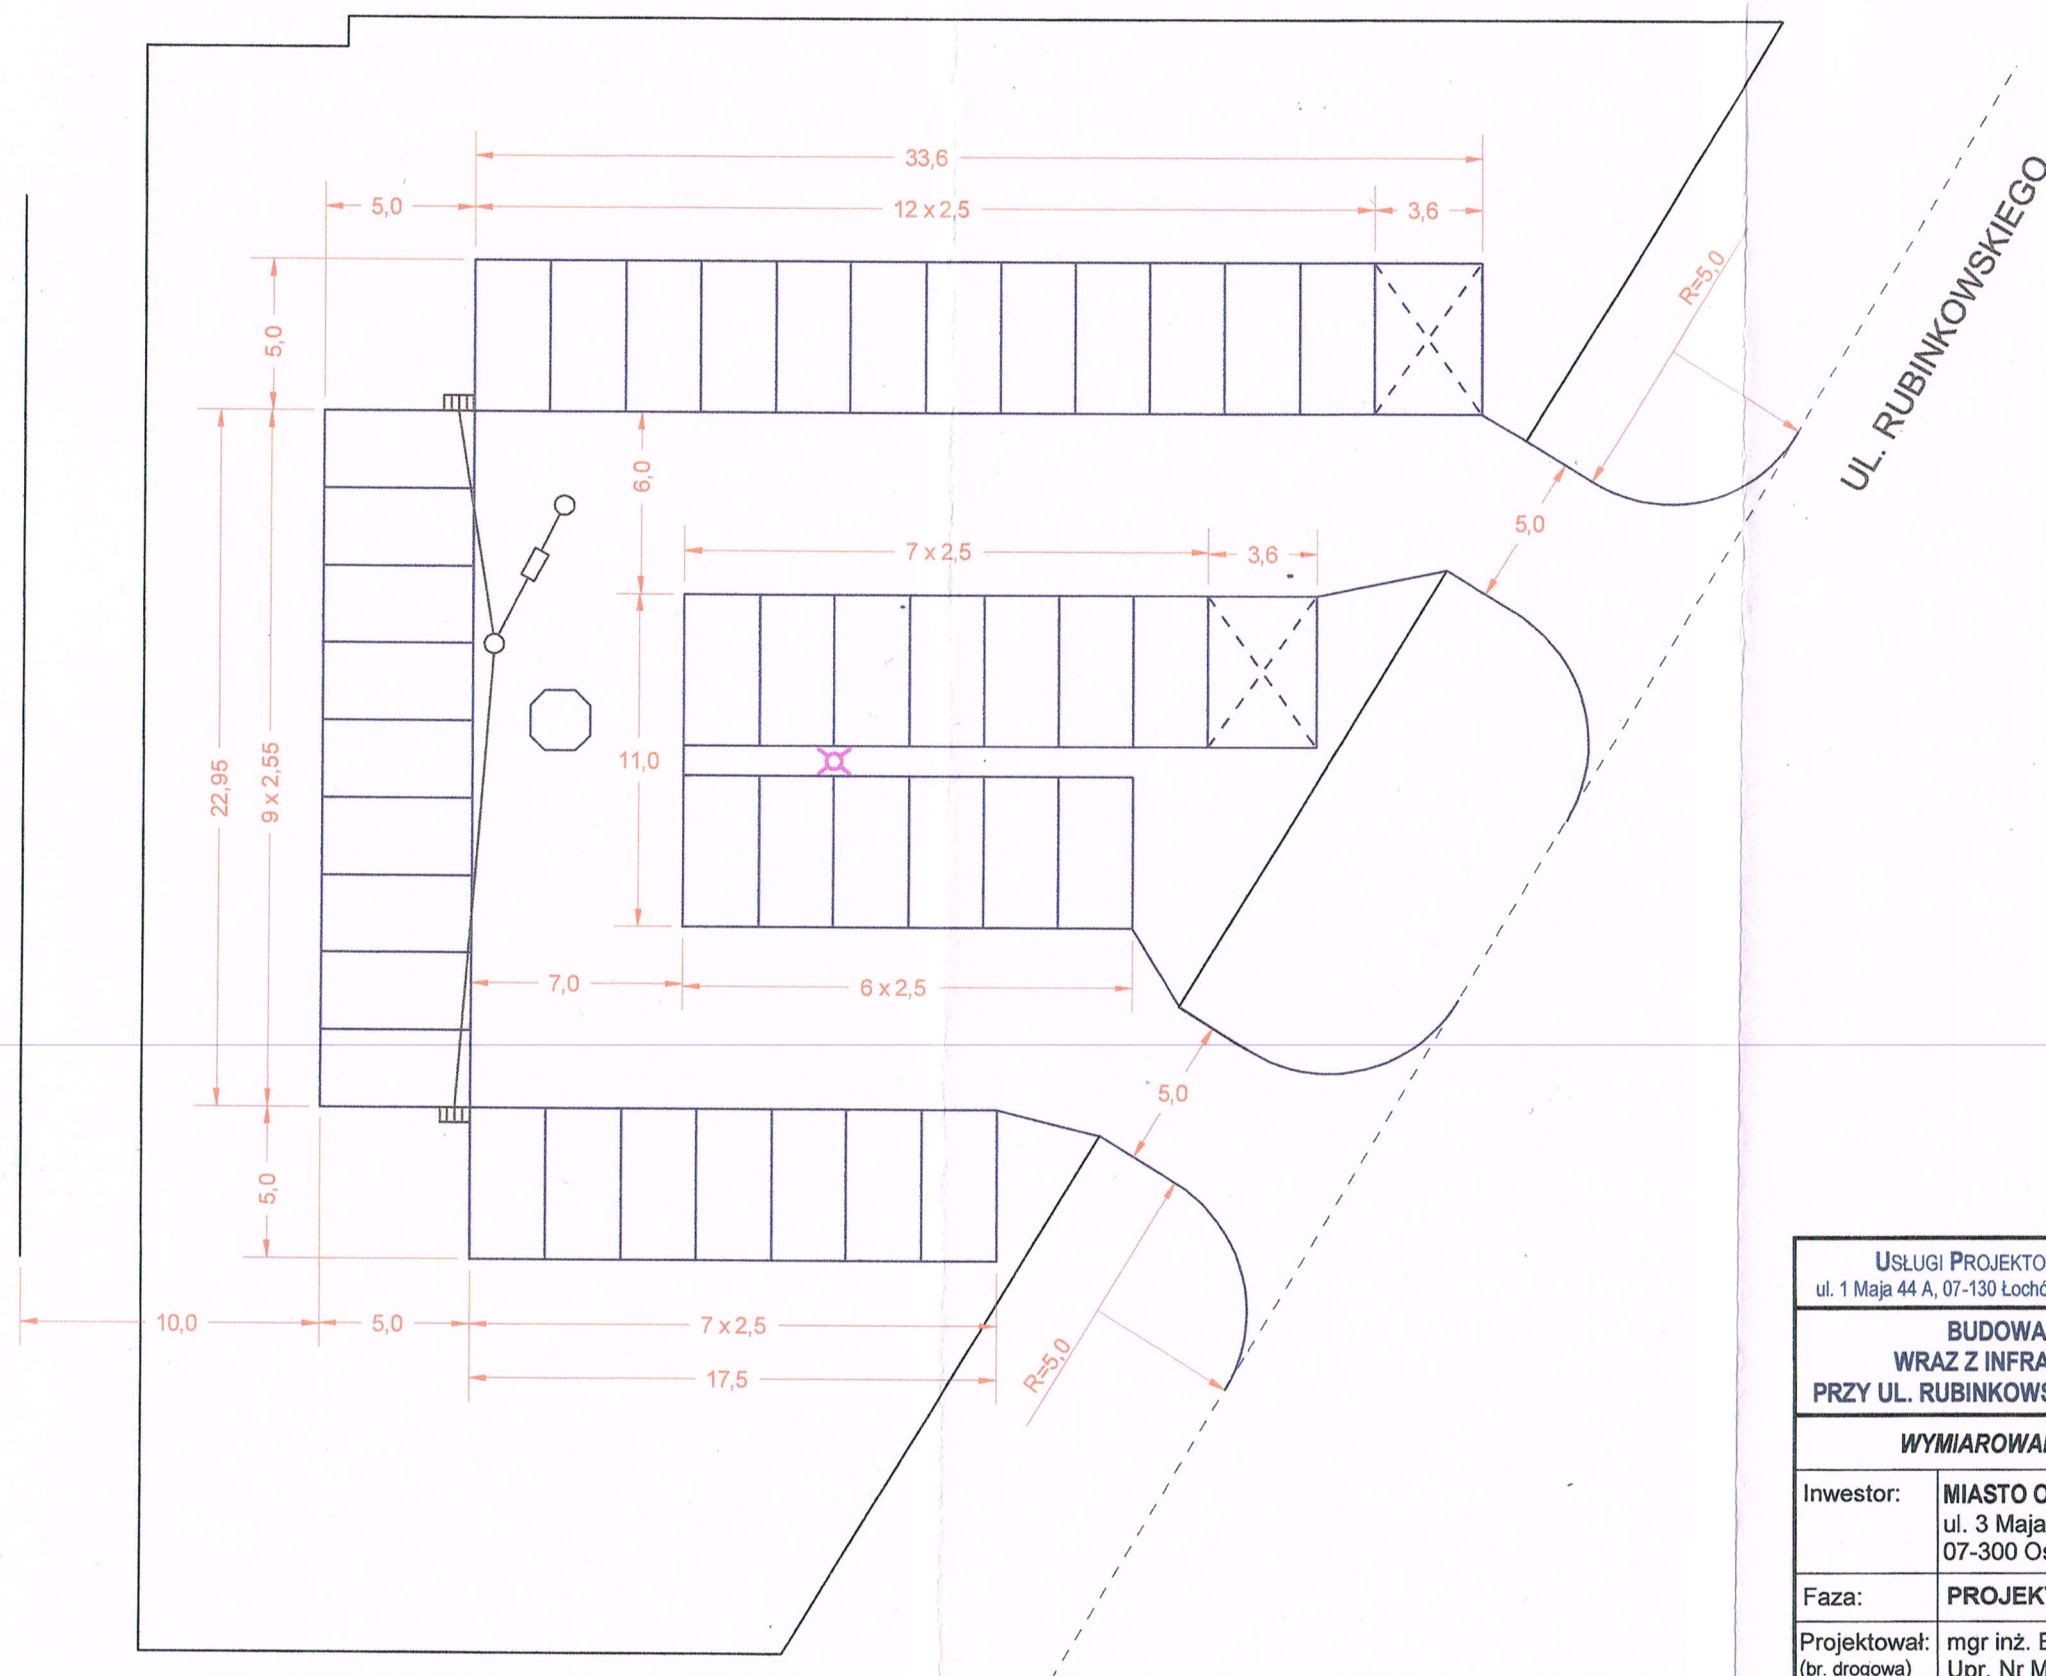 33,6
5,0
12 x 2,5
3,6
R=5,0
UL. RUBINKOWSKIEGO
5,0
6,0
5,0
7 x 2,5
3,6
22,95
9 x 2,55
11,0
7,0
6 x 2,5
5,0
5,0
10,0
5,0
7 x 2,5
17,5
R=5,0
USŁUGI PROJEKTO
ul. 1 Maja 44 A, 07-130 Łochó
BUDOWA
WRAZ Z INFRA
PRZY UL. RUBINKOWS
WYMIAROWA
Inwestor:
MIASTO O
ul. 3 Maja
07-300 Os
Faza:
PROJEK
Projektował:
mgr inż.
(br. drogowa)
Upr. Nr M